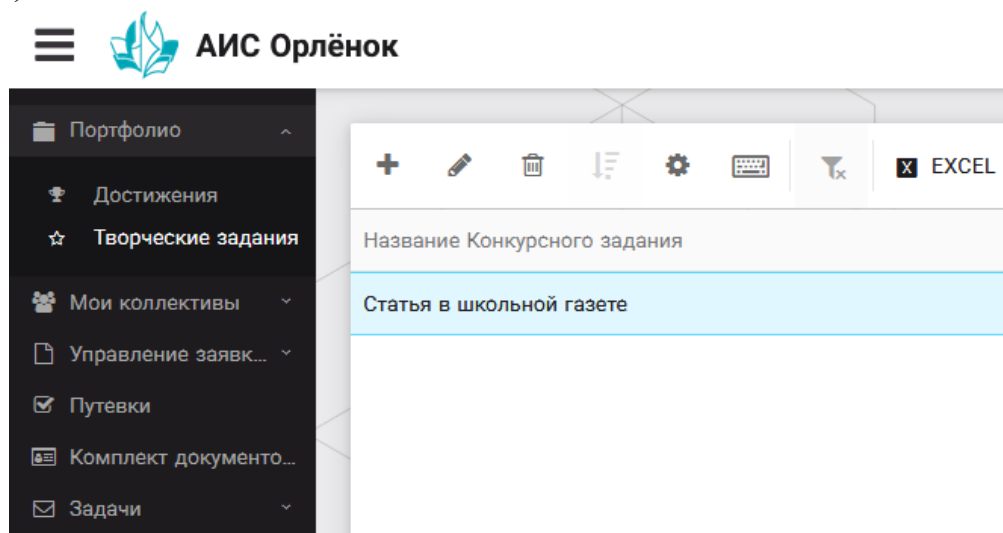 АИС Орлёнок
Портфолио
Достижения
Творческие задания
Мои коллективы
Управление заявк...
Путевки
Комплект документо...
Задачи
X EXCEL
Название Конкурсного задания
Статья в школьной газете